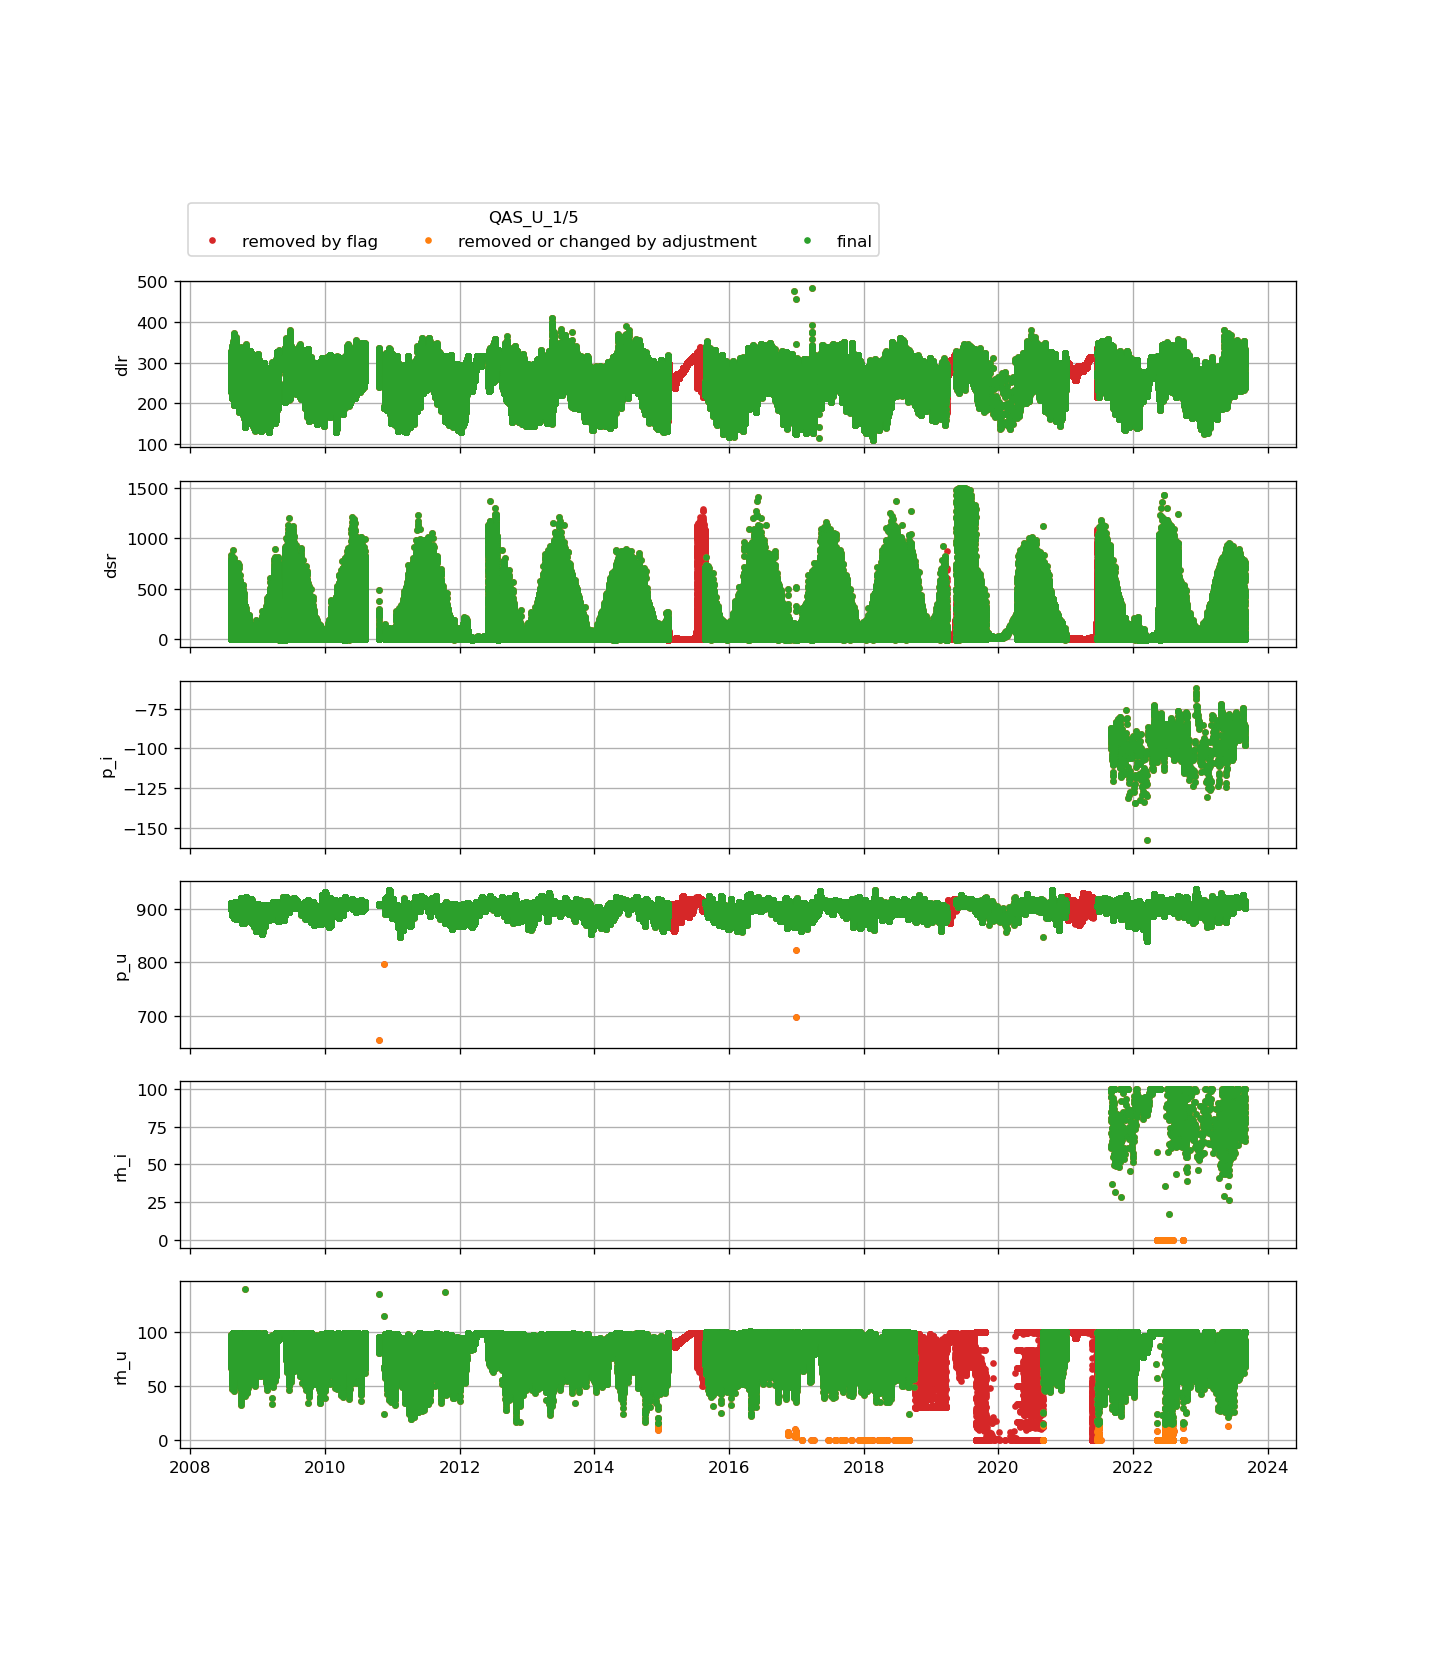 QAS_U_1/5
removed by flag removed or changed by adjustment final
500
400
300
200
100
dlr
1500
1000
500
0
dsr
−75
−100
−125
−150
p_i
900
800
700
p_u
100
75
50
25
0
rh_i
100
50
0
rh_u
2008 2010 2012 2014 2016 2018 2020 2022 2024